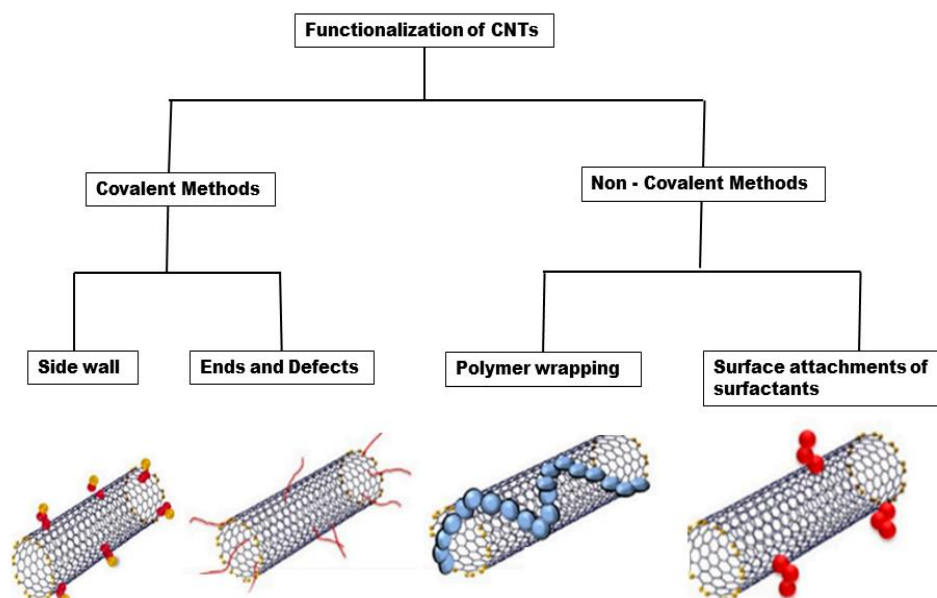 Functionalization of CNTs
Covalent Methods
Non - Covalent Methods
Side wall
Ends and Defects
Polymer wrapping
Surface attachments of
surfactants